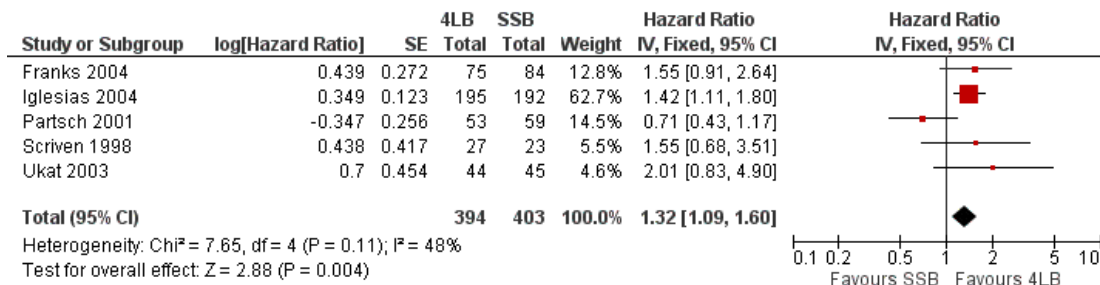 4LB SSB Hazard Ratio Hazard Ratio
Study or Subgroup log[Hazard Ratio] SE Total Total Weight IV, Fixed, 95% CI IV, Fixed, 95% CI
Franks 2004 0.439 0.272 75 84 12.8% 1.55 [0.91, 2.64]
Iglesias 2004 0.349 0.123 195 192 62.7% 1.42 [1.11, 1.80]
Partsch 2001 -0.347 0.256 53 59 14.5% 0.71 [0.43, 1.17]
Scriven 1998 0.438 0.417 27 23 5.5% 1.55 [0.68, 3.51]
Ukat 2003 0.7 0.454 44 45 4.6% 2.01 [0.83, 4.90]
Total (95% CI) 394 403 100.0% 1.32 [1.09, 1.60]
Heterogeneity: Chi² = 7.65, df = 4 (P = 0.11); I² = 48%
Test for overall effect: Z = 2.88 (P = 0.004)
0.1 0.2 0.5 1 2 5 10
Favours SSB Favours 4LB